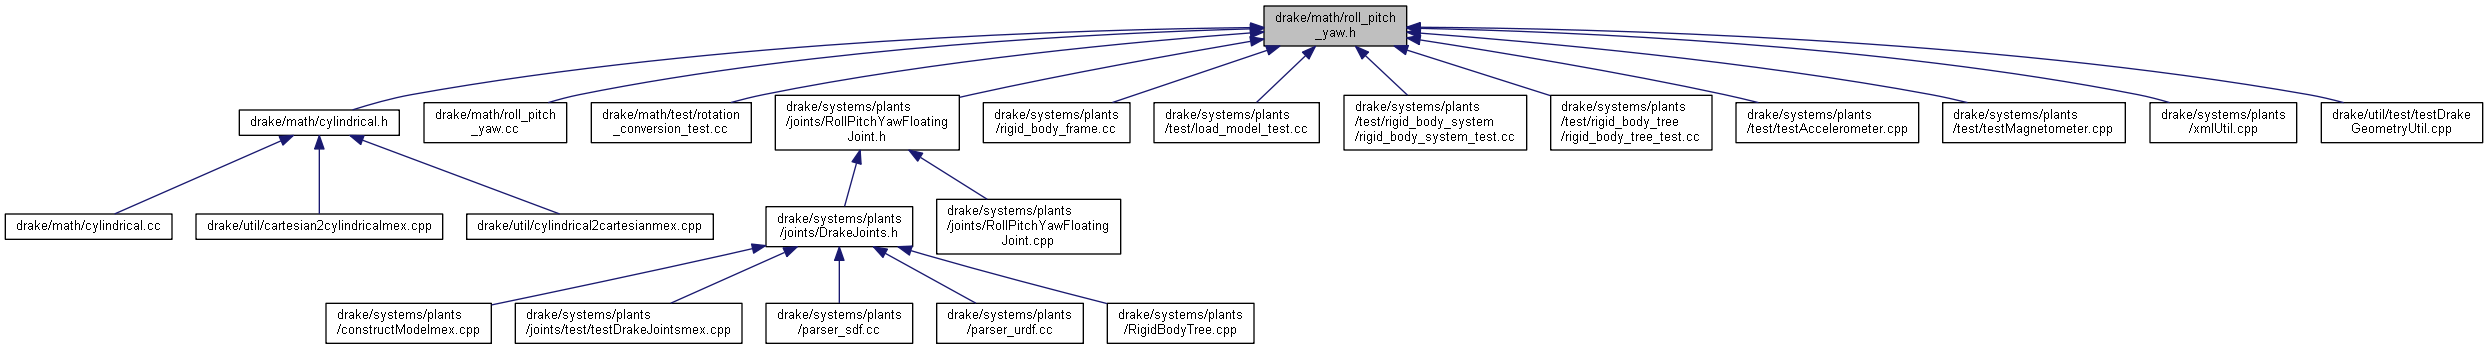 drake/math/roll_pitch
_yaw.h
drake/math/cylindrical.h
drake/math/roll_pitch
_yaw.cc
drake/math/test/rotation
_conversion_test.cc
drake/systems/plants
/joints/RollPitchYawFloating
Joint.h
drake/systems/plants
/rigid_body_frame.cc
drake/systems/plants
/test/load_model_test.cc
drake/systems/plants
/test/rigid_body_system
/rigid_body_system_test.cc
drake/systems/plants
/test/rigid_body_tree
/rigid_body_tree_test.cc
drake/systems/plants
/test/testAccelerometer.cpp
drake/systems/plants
/test/testMagnetometer.cpp
drake/systems/plants
/xmlUtil.cpp
drake/util/test/testDrake
GeometryUtil.cpp
drake/math/cylindrical.cc
drake/util/cartesian2cylindricalmex.cpp
drake/util/cylindrical2cartesianmex.cpp
drake/systems/plants
/joints/DrakeJoints.h
drake/systems/plants
/joints/RollPitchYawFloating
Joint.cpp
drake/systems/plants
/constructModelmex.cpp
drake/systems/plants
/joints/test/testDrakeJointsmex.cpp
drake/systems/plants
/parser_sdf.cc
drake/systems/plants
/parser_urdf.cc
drake/systems/plants
/RigidBodyTree.cpp